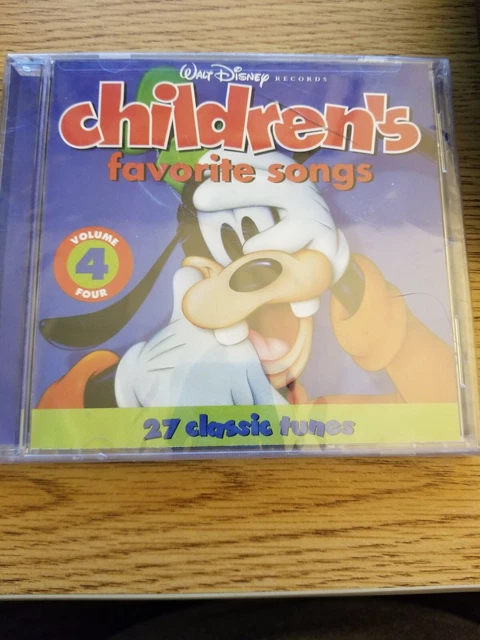 WALT DISNEY RECORDS
children's
favorite songs
VOLUME
4
FOUR
27 classic tunes